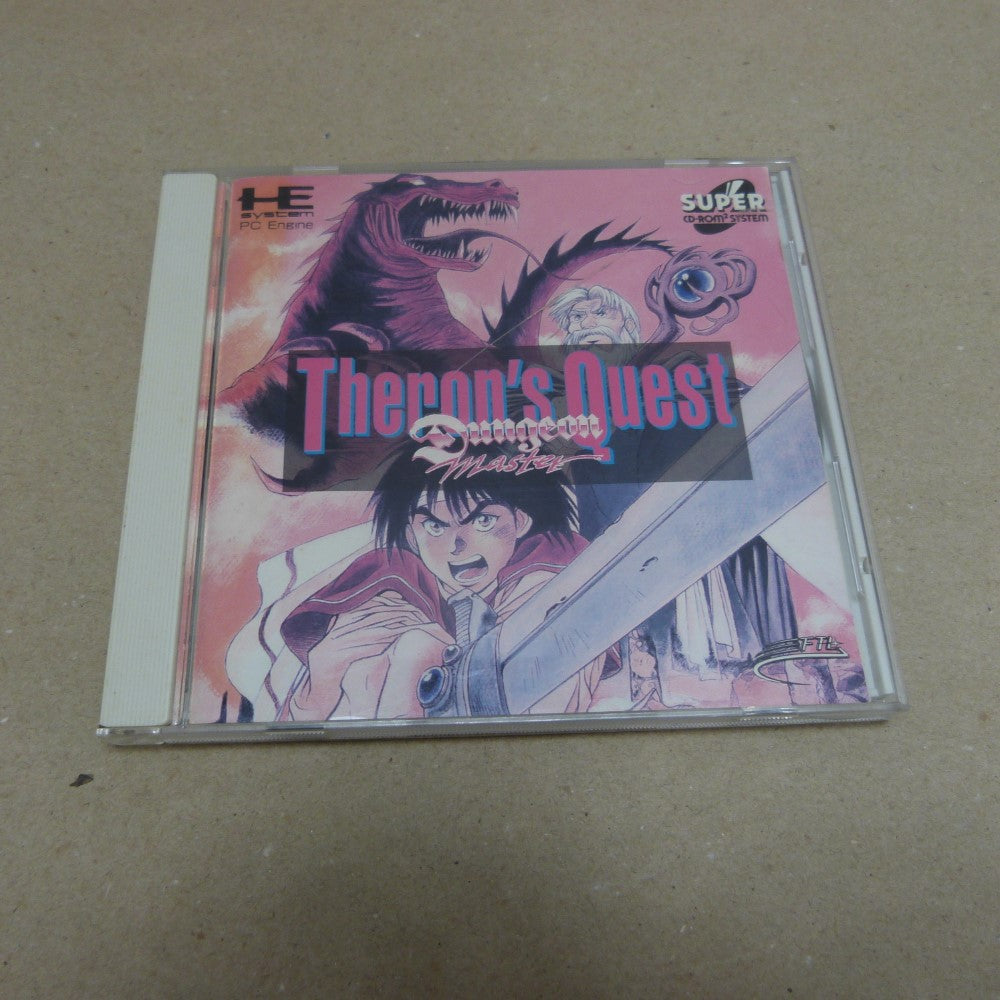 HE
system
PC Engine
SUPER
CD-ROM² SYSTEM
Theron's Quest
Dungeon
Master
FTL